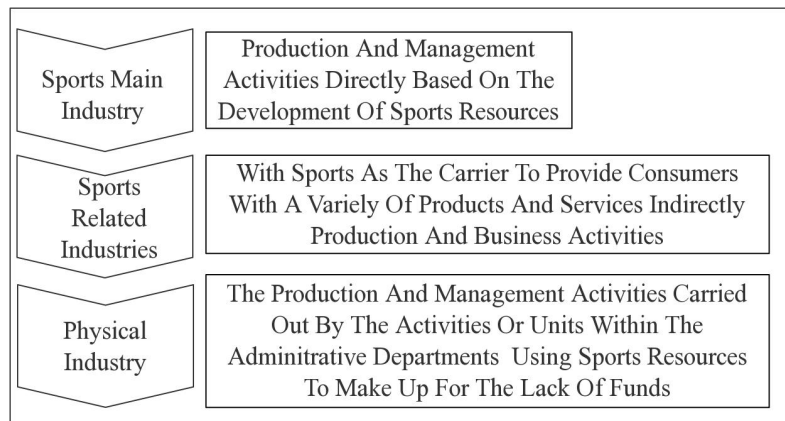 Sports Main
Industry
Production And Management
Activities Directly Based On The
Development Of Sports Resources
Sports
Related
Industries
With Sports As The Carrier To Provide Consumers
With A Variely Of Products And Services Indirectly
Production And Business Activities
Physical
Industry
The Production And Management Activities Carried
Out By The Activities Or Units Within The
Adminitrative Departments Using Sports Resources
To Make Up For The Lack Of Funds